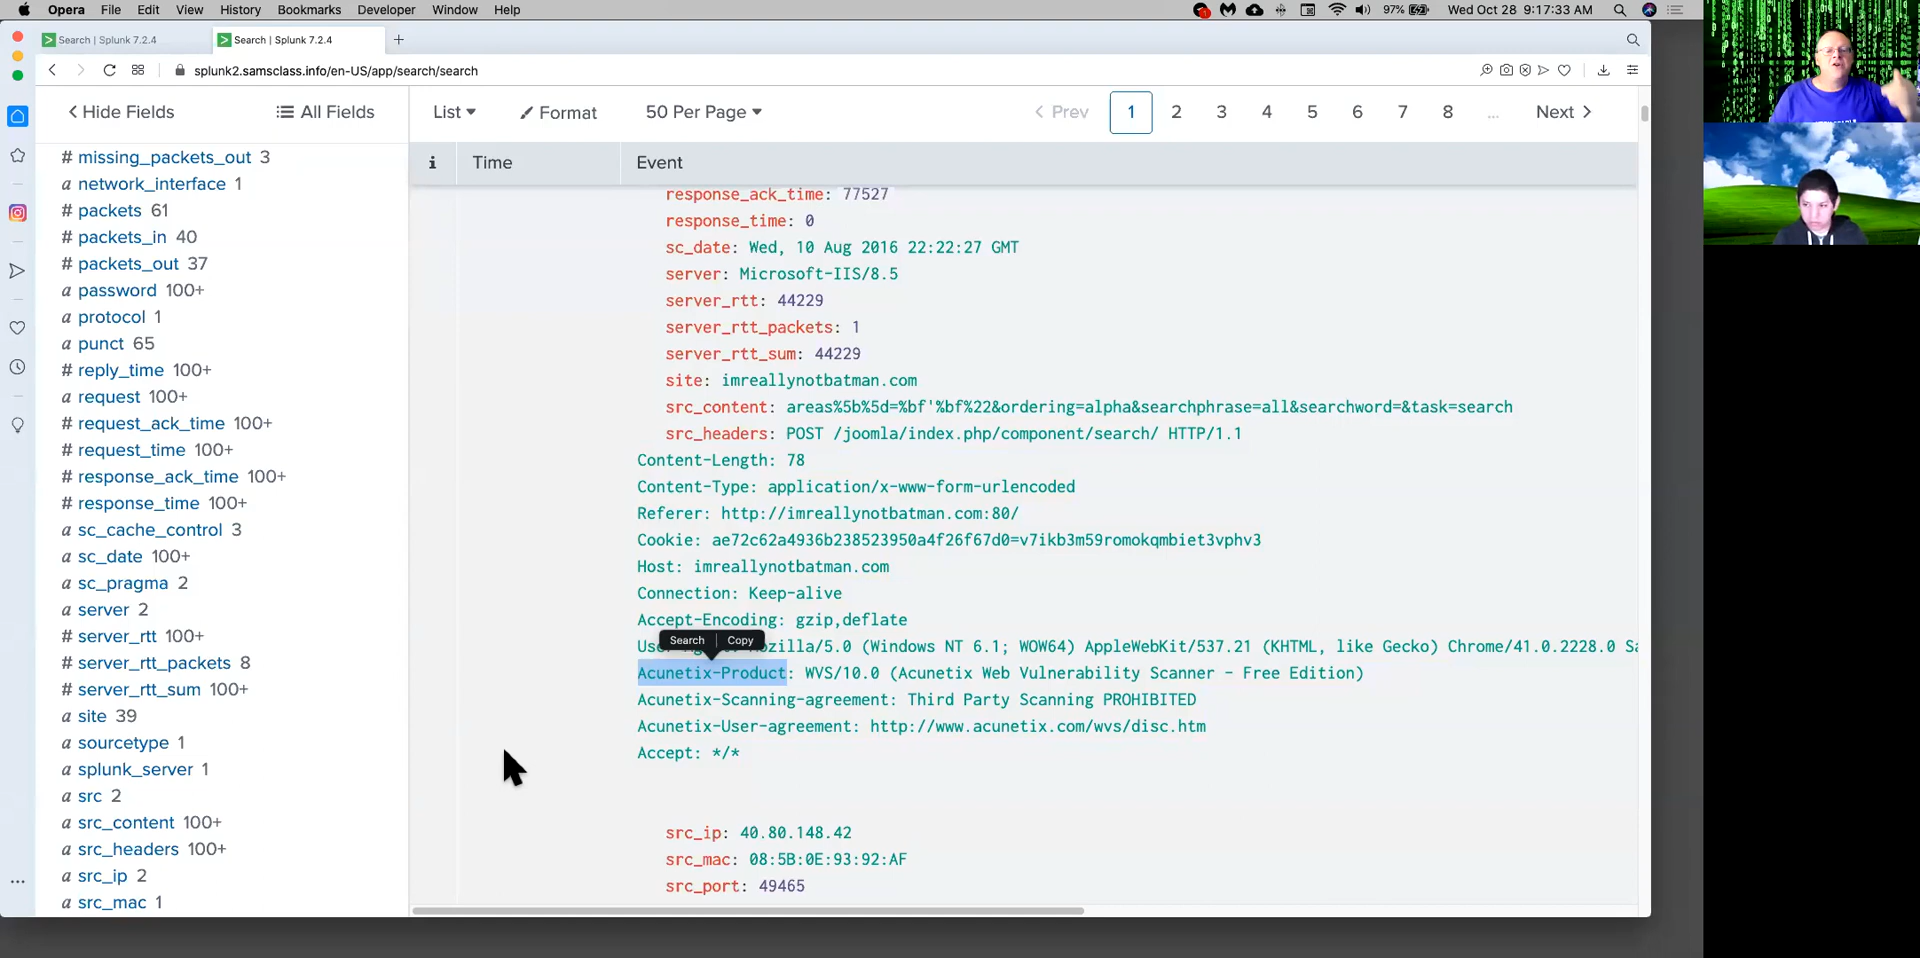 Opera File Edit View History Bookmarks Developer Window Help 97% Wed Oct 28 9:17:33 AM
Search | Splunk 7.2.4 Search | Splunk 7.2.4 +
splunk2.samsclass.info/en-US/app/search/search
Hide Fields All Fields List Format 50 Per Page < Prev 1 2 3 4 5 6 7 8 ... Next >
i Time Event
# missing_packets_out 3
a network_interface 1
# packets 61
# packets_in 40
# packets_out 37
a password 100+
a protocol 1
a punct 65
# reply_time 100+
a request 100+
# request_ack_time 100+
# request_time 100+
# response_ack_time 100+
# response_time 100+
a sc_cache_control 3
a sc_date 100+
a sc_pragma 2
a server 2
# server_rtt 100+
# server_rtt_packets 8
# server_rtt_sum 100+
a site 39
a sourcetype 1
a splunk_server 1
a src 2
a src_content 100+
a src_headers 100+
a src_ip 2
a src_mac 1
response_ack_time: 77527
response_time: 0
sc_date: Wed, 10 Aug 2016 22:22:27 GMT
server: Microsoft-IIS/8.5
server_rtt: 44229
server_rtt_packets: 1
server_rtt_sum: 44229
site: imreallynotbatman.com
src_content: areas%5b%5d=%bf'%bf%22&ordering=alpha&searchphrase=all&searchword=&task=search
src_headers: POST /joomla/index.php/component/search/ HTTP/1.1
Content-Length: 78
Content-Type: application/x-www-form-urlencoded
Referer: http://imreallynotbatman.com:80/
Cookie: ae72c62a4936b238523950a4f26f67d0=v7ikb3m59romokqmbiet3vphv3
Host: imreallynotbatman.com
Connection: Keep-alive
Accept-Encoding: gzip,deflate
Search Copy
(Windows NT 6.1; WOW64) AppleWebKit/537.21 (KHTML, like Gecko) Chrome/41.0.2228.0 Sa
Acunetix-Product: WVS/10.0 (Acunetix Web Vulnerability Scanner - Free Edition)
Acunetix-Scanning-agreement: Third Party Scanning PROHIBITED
Acunetix-User-agreement: http://www.acunetix.com/wvs/disc.htm
Accept: */*
src_ip: 40.80.148.42
src_mac: 08:5B:0E:93:92:AF
src_port: 49465